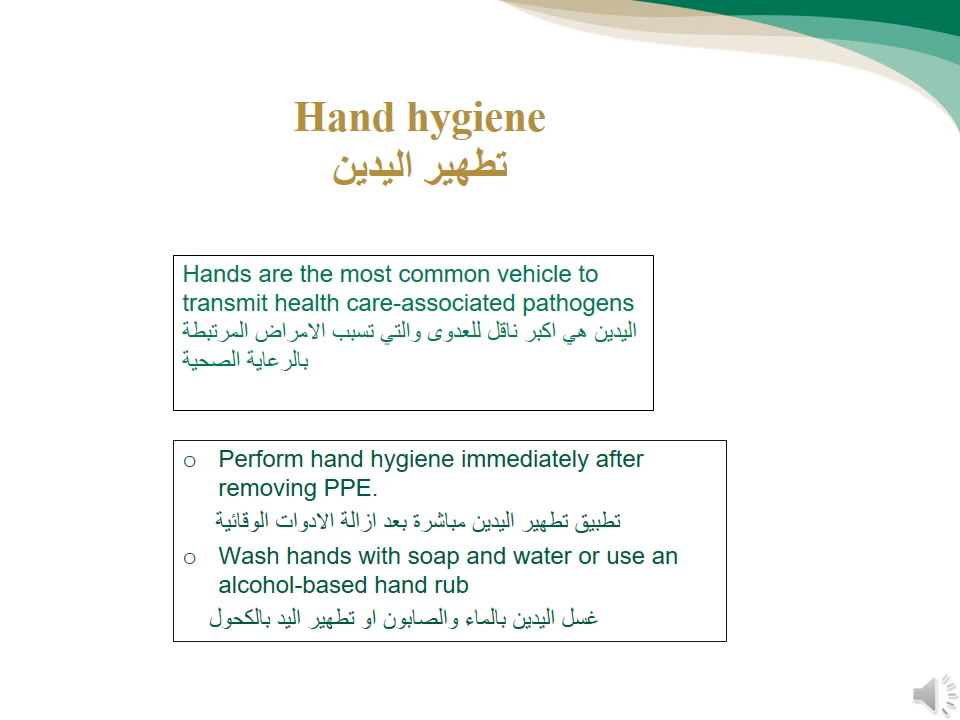 Hand hygiene
تطهير اليدين
Hands are the most common vehicle to
transmit health care-associated pathogens
اليدين هي اكبر ناقل للعدوى والتي تسبب الامراض المرتبطة
بالرعاية الصحية
o Perform hand hygiene immediately after
removing PPE.
تطبيق تطهير اليدين مباشرة بعد ازالة الادوات الوقائية
o Wash hands with soap and water or use an
alcohol-based hand rub
غسل اليدين بالماء والصابون او تطهير اليد بالكحول